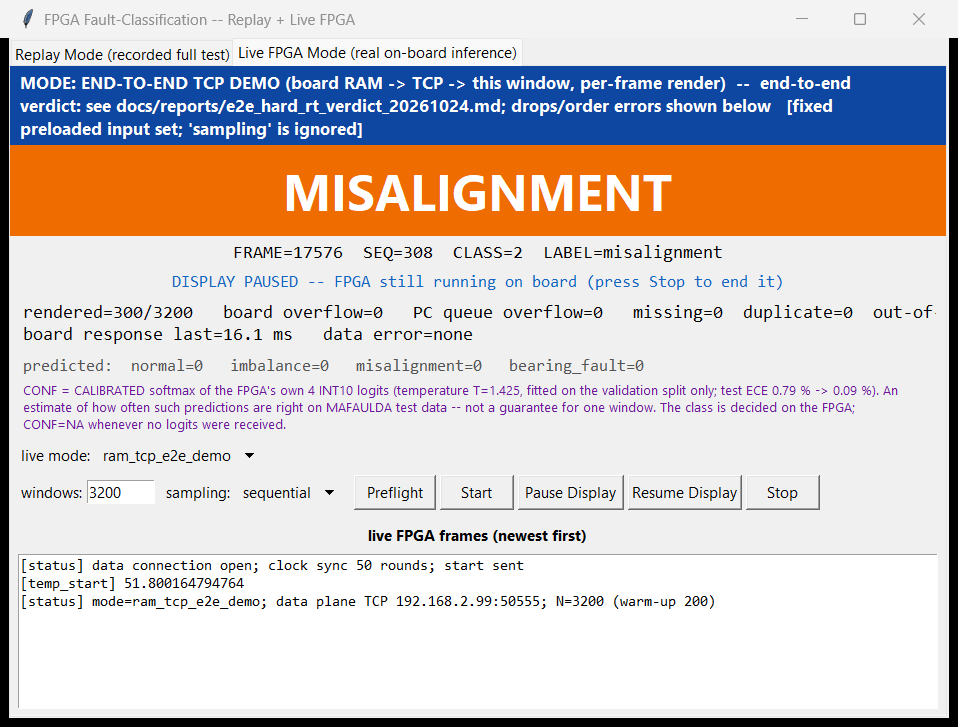 FPGA Fault-Classification -- Replay + Live FPGA
Replay Mode (recorded full test) Live FPGA Mode (real on-board inference)
MODE: END-TO-END TCP DEMO (board RAM -> TCP -> this window, per-frame render) -- end-to-end
verdict: see docs/reports/e2e_hard_rt_verdict_20261024.md; drops/order errors shown below [fixed
preloaded input set; 'sampling' is ignored]
MISALIGNMENT
FRAME=17576 SEQ=308 CLASS=2 LABEL=misalignment
DISPLAY PAUSED -- FPGA still running on board (press Stop to end it)
rendered=300/3200 board overflow=0 PC queue overflow=0 missing=0 duplicate=0 out-of-
board response last=16.1 ms data error=none
predicted: normal=0 imbalance=0 misalignment=0 bearing_fault=0
CONF = CALIBRATED softmax of the FPGA's own 4 INT10 logits (temperature T=1.425, fitted on the validation split only; test ECE 0.79 % -> 0.09 %). An
estimate of how often such predictions are right on MAFAULDA test data -- not a guarantee for one window. The class is decided on the FPGA;
CONF=NA whenever no logits were received.
live mode: ram_tcp_e2e_demo
windows: 3200 sampling: sequential Preflight Start Pause Display Resume Display Stop
live FPGA frames (newest first)
[status] data connection open; clock sync 50 rounds; start sent
[temp_start] 51.800164794764
[status] mode=ram_tcp_e2e_demo; data plane TCP 192.168.2.99:50555; N=3200 (warm-up 200)